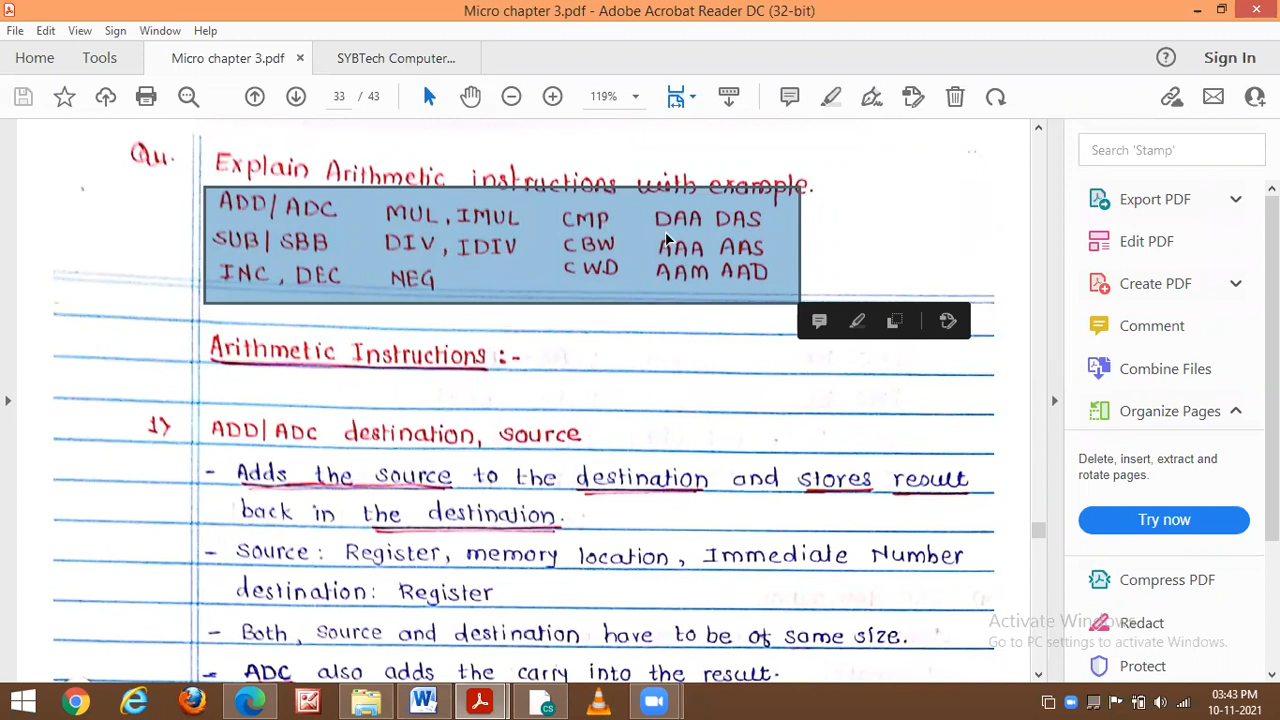 Micro chapter 3.pdf - Adobe Acrobat Reader DC (32-bit)
File Edit View Sign Window Help
Home Tools Micro chapter 3.pdf × SYBTech Computer... Sign In
33 / 43 119%
Search 'Stamp'
Export PDF
Edit PDF
Create PDF
Comment
Combine Files
Organize Pages
Delete, insert, extract and
rotate pages.
Try now
Compress PDF
Redact
Protect
Qu. Explain Arithmetic instructions with example.
ADD/ADC MUL, IMUL CMP DAA DAS
SUB/SBB DIV, IDIV CBW AAA AAS
INC, DEC NEG CWD AAM AAD
Arithmetic Instructions :-
1) ADD/ADC destination, source
- Adds the source to the destination and stores result
back in the destination.
- Source: Register, memory location, Immediate Number
destination: Register
- Both, source and destination have to be of same size.
- ADC also adds the carry into the result.
Activate Windows
Go to PC settings to activate Windows.
03:43 PM
10-11-2021